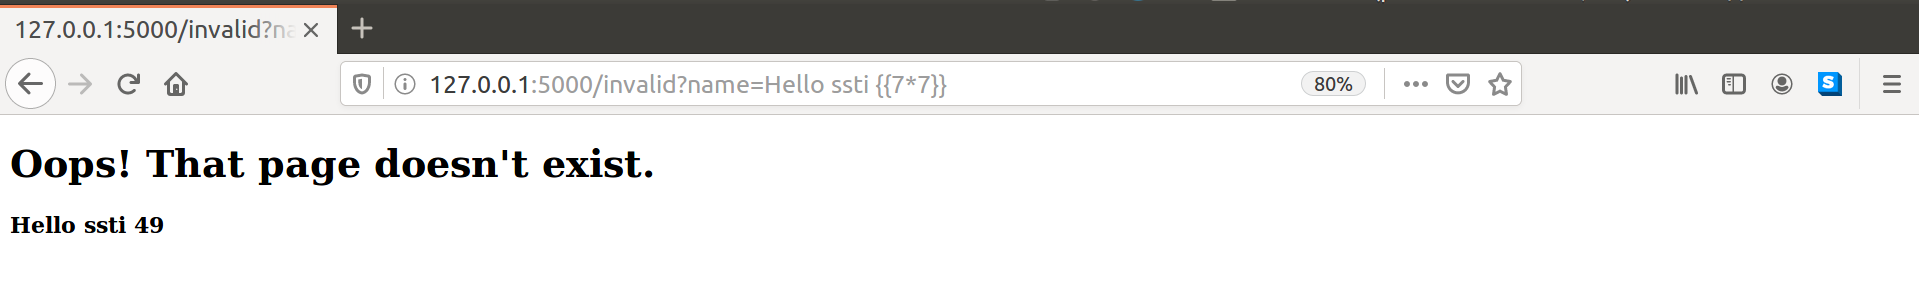 127.0.0.1:5000/invalid?na
127.0.0.1:5000/invalid?name=Hello ssti {{7*7}}
80%
S
Oops! That page doesn't exist.
Hello ssti 49